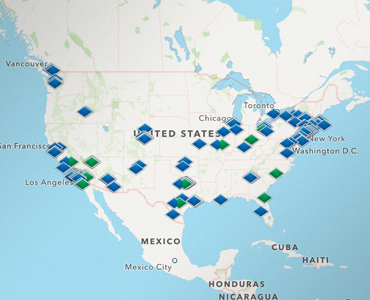 Vancouver
Toronto
Chicago
UNITED STATES
New York
San Francisco
Washington D.C.
Los Angeles
MEXICO
CUBA
Mexico City
HAITI
HONDURAS
NICARAGUA